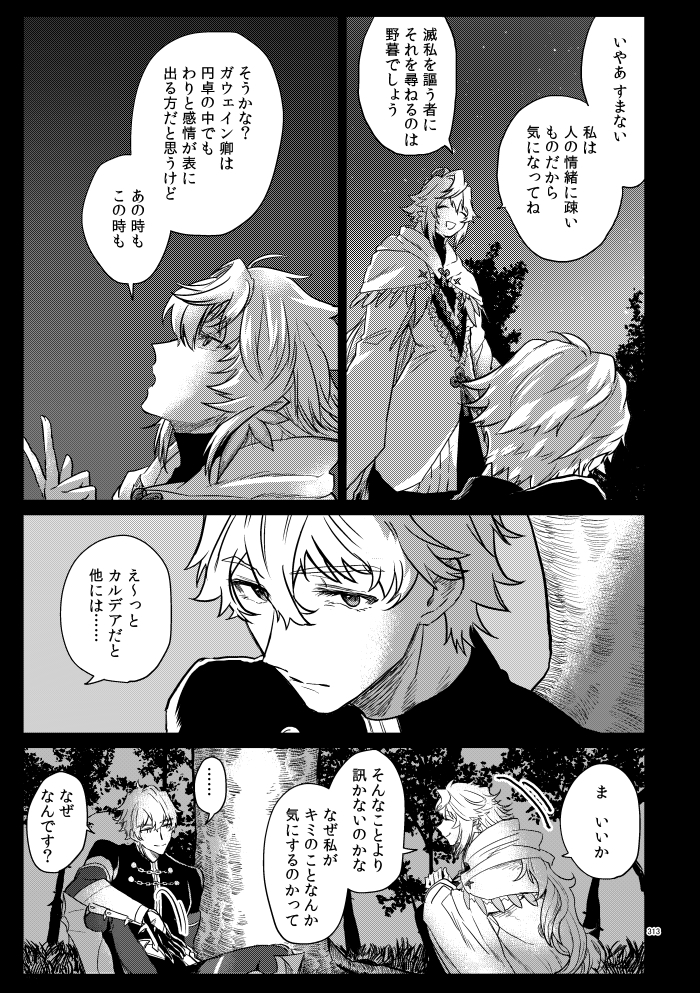 いやあ すまない
私は
人の情緒に疎い
ものだから
気になってね
滅私を謳う者に
それを尋ねるのは
野暮でしょう
そうかな？
ガウェイン卿は
円卓の中でも
わりと感情が表に
出る方だと思うけど
あの時も
この時も
え〜っと
カルデアだと
他には……
ま いいか
そんなことより
訊かないのかな
なぜ私が
キミのことなんか
気にするのかって
……
なぜ
なんです？
313